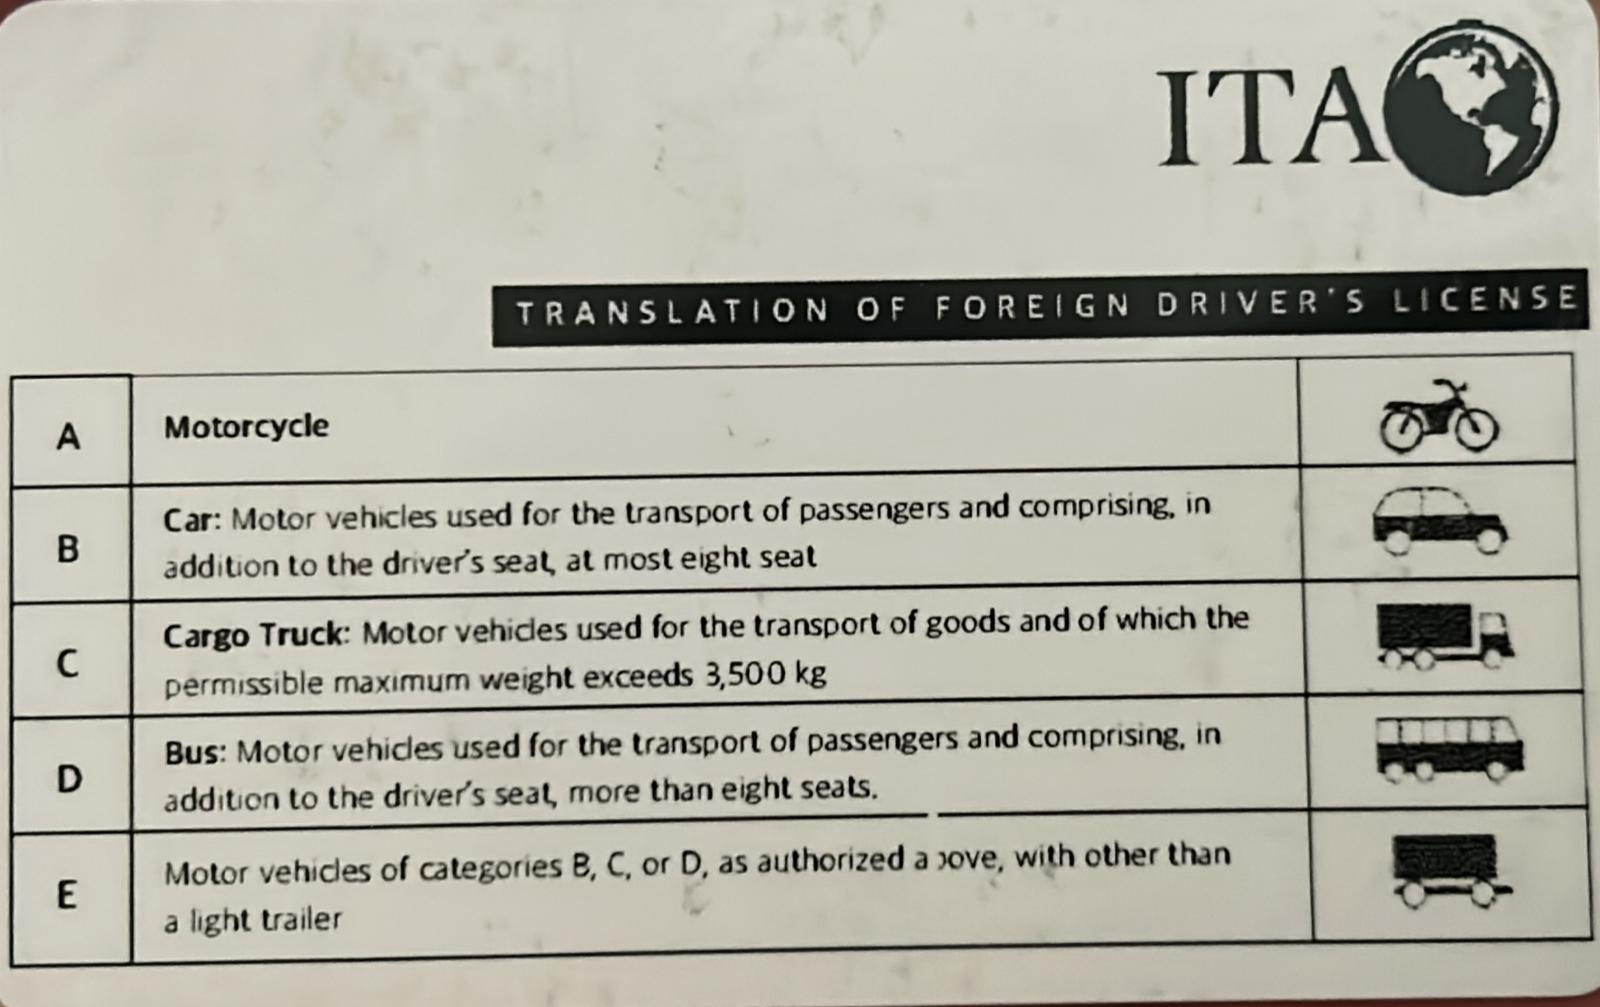 ITA
TRANSLATION OF FOREIGN DRIVER'S LICENSE
A
Motorcycle
B
Car: Motor vehicles used for the transport of passengers and comprising, in
addition to the driver's seat, at most eight seat
C
Cargo Truck: Motor vehicles used for the transport of goods and of which the
permissible maximum weight exceeds 3,500 kg
D
Bus: Motor vehicles used for the transport of passengers and comprising, in
addition to the driver's seat, more than eight seats.
E
Motor vehicles of categories B, C, or D, as authorized above, with other than
a light trailer